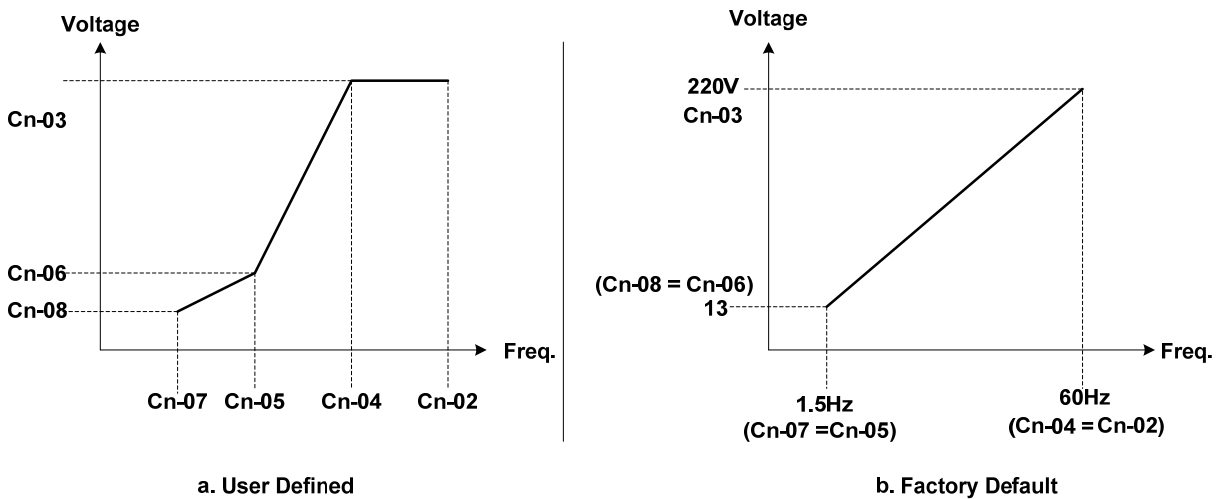 Voltage
Cn-03
Cn-06
Cn-08
Freq.
Cn-07 Cn-05 Cn-04 Cn-02
a. User Defined
Voltage
220V
Cn-03
(Cn-08 = Cn-06)
13
Freq.
1.5Hz
(Cn-07 =Cn-05)
60Hz
(Cn-04 = Cn-02)
b. Factory Default